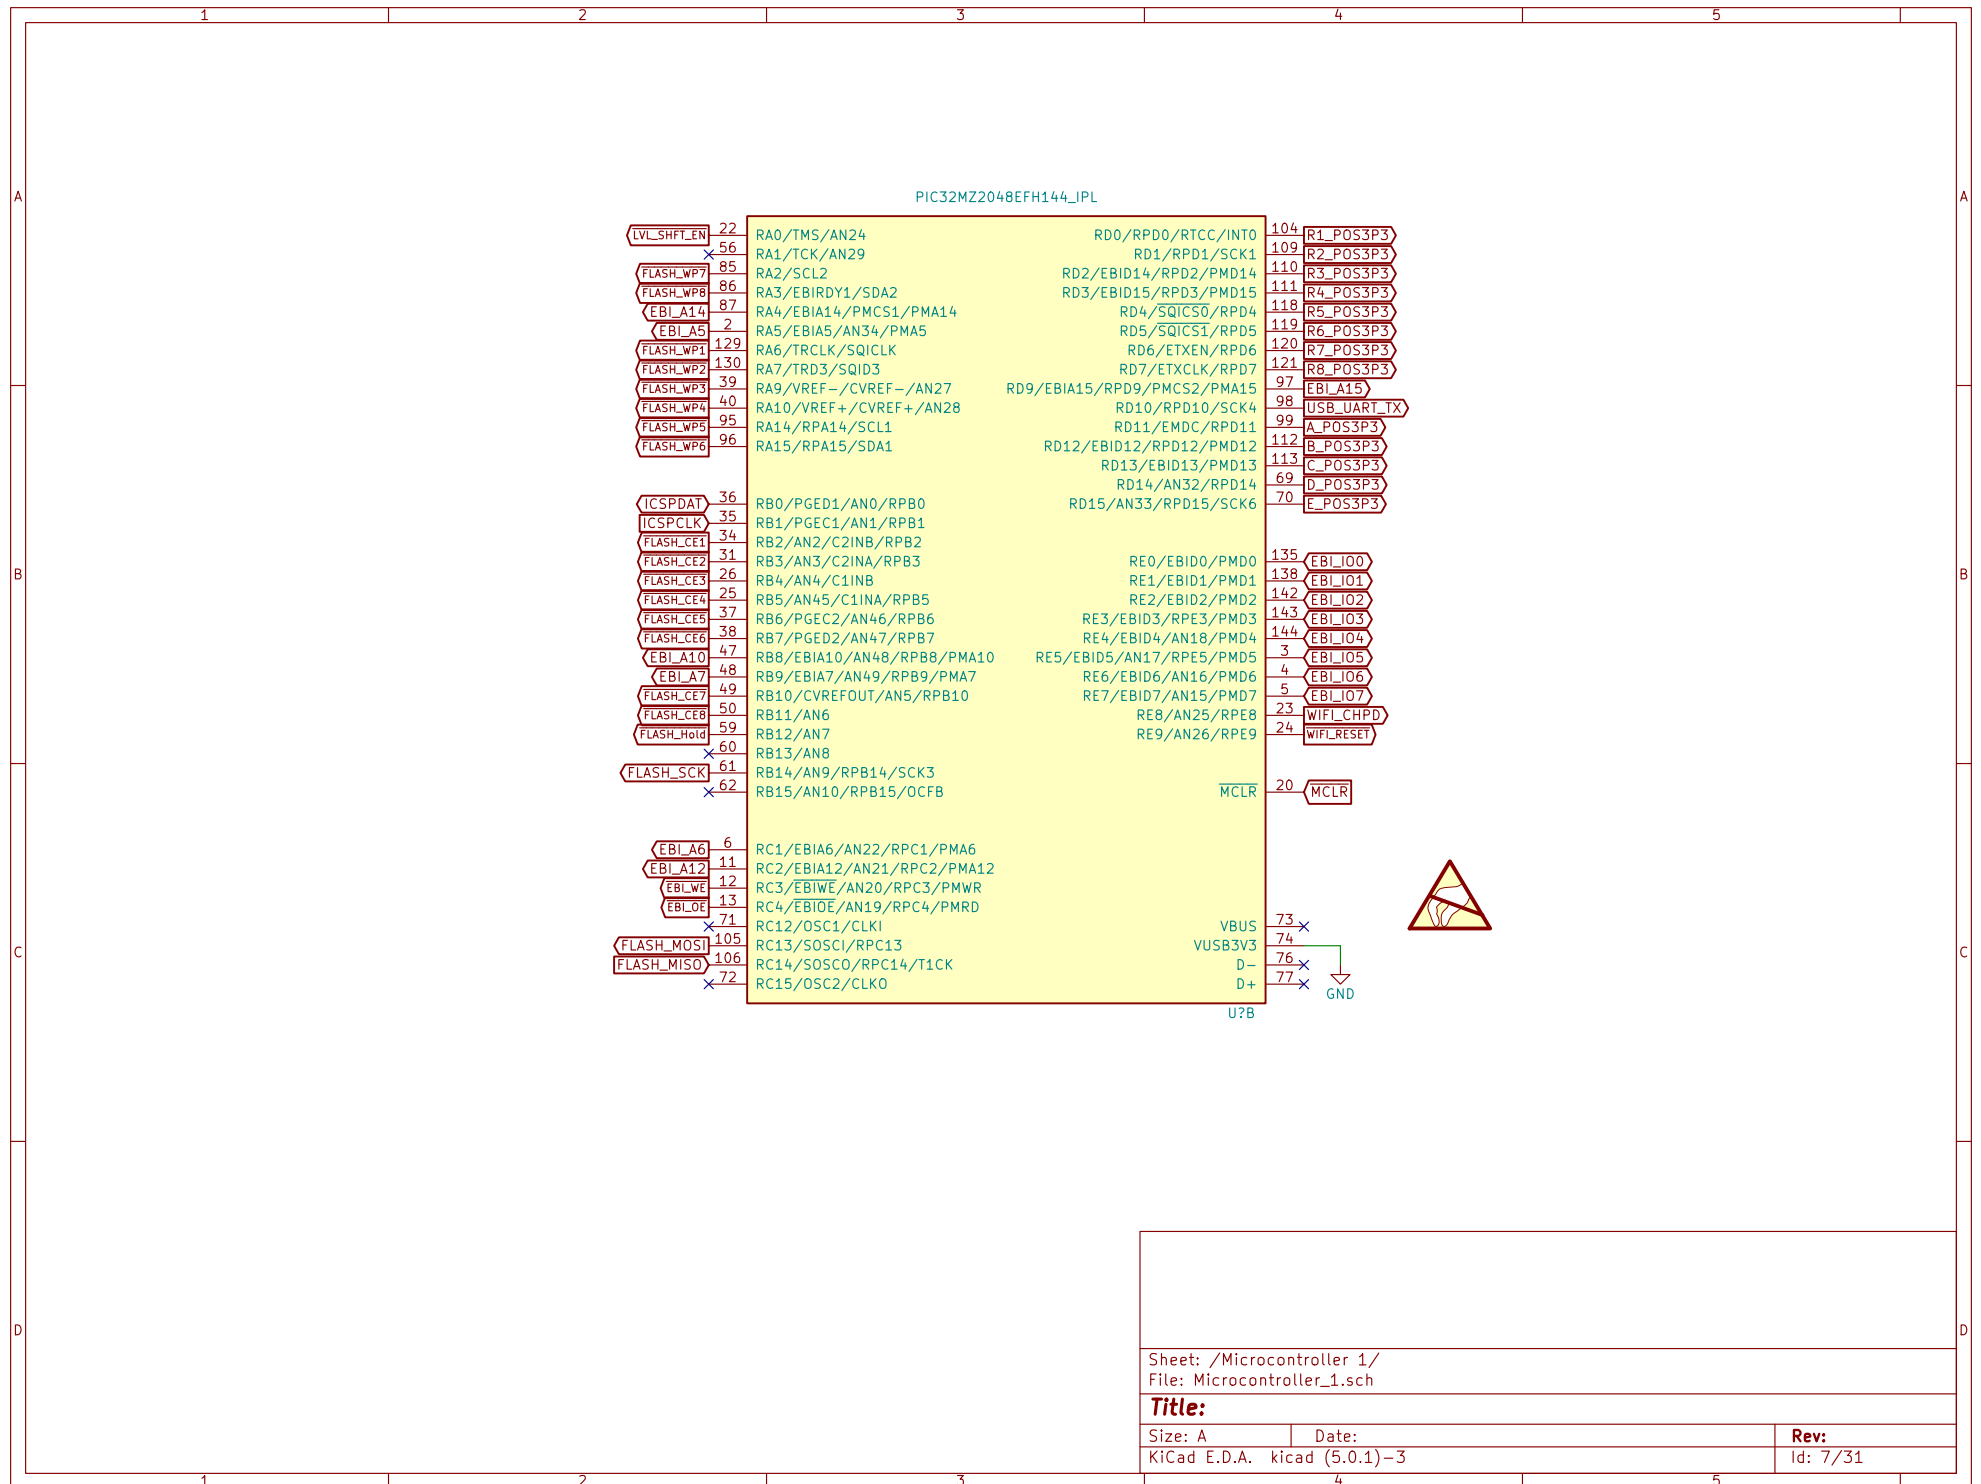 1 2 3 4 5
A A
PIC32MZ2048EFH144_IPL
LVL_SHFT_EN 22 RA0/TMS/AN24 RD0/RPD0/RTCC/INT0 104 R1_POS3P3
56 RA1/TCK/AN29 RD1/RPD1/SCK1 109 R2_POS3P3
FLASH_WP7 85 RA2/SCL2 RD2/EBID14/RPD2/PMD14 110 R3_POS3P3
FLASH_WP8 86 RA3/EBIRDY1/SDA2 RD3/EBID15/RPD3/PMD15 111 R4_POS3P3
EBI_A14 87 RA4/EBIA14/PMCS1/PMA14 RD4/SQICS0/RPD4 118 R5_POS3P3
EBI_A5 2 RA5/EBIA5/AN34/PMA5 RD5/SQICS1/RPD5 119 R6_POS3P3
FLASH_WP1 129 RA6/TRCLK/SQICLK RD6/ETXEN/RPD6 120 R7_POS3P3
FLASH_WP2 130 RA7/TRD3/SQID3 RD7/ETXCLK/RPD7 121 R8_POS3P3
FLASH_WP3 39 RA9/VREF-/CVREF-/AN27 RD9/EBIA15/RPD9/PMCS2/PMA15 97 EBI_A15
FLASH_WP4 40 RA10/VREF+/CVREF+/AN28 RD10/RPD10/SCK4 98 USB_UART_TX
FLASH_WP5 95 RA14/RPA14/SCL1 RD11/EMDC/RPD11 99 A_POS3P3
FLASH_WP6 96 RA15/RPA15/SDA1 RD12/EBID12/RPD12/PMD12 112 B_POS3P3
RD13/EBID13/PMD13 113 C_POS3P3
RD14/AN32/RPD14 69 D_POS3P3
ICSPDAT 36 RB0/PGED1/AN0/RPB0 RD15/AN33/RPD15/SCK6 70 E_POS3P3
ICSPCLK 35 RB1/PGEC1/AN1/RPB1
FLASH_CE1 34 RB2/AN2/C2INB/RPB2
FLASH_CE2 31 RB3/AN3/C2INA/RPB3 RE0/EBID0/PMD0 135 EBI_IO0
B B
FLASH_CE3 26 RB4/AN4/C1INB RE1/EBID1/PMD1 138 EBI_IO1
FLASH_CE4 25 RB5/AN45/C1INA/RPB5 RE2/EBID2/PMD2 142 EBI_IO2
FLASH_CE5 37 RB6/PGEC2/AN46/RPB6 RE3/EBID3/RPE3/PMD3 143 EBI_IO3
FLASH_CE6 38 RB7/PGED2/AN47/RPB7 RE4/EBID4/AN18/PMD4 144 EBI_IO4
EBI_A10 47 RB8/EBIA10/AN48/RPB8/PMA10 RE5/EBID5/AN17/RPE5/PMD5 3 EBI_IO5
EBI_A7 48 RB9/EBIA7/AN49/RPB9/PMA7 RE6/EBID6/AN16/PMD6 4 EBI_IO6
FLASH_CE7 49 RB10/CVREFOUT/AN5/RPB10 RE7/EBID7/AN15/PMD7 5 EBI_IO7
FLASH_CE8 50 RB11/AN6 RE8/AN25/RPE8 23 WIFI_CHPD
FLASH_Hold 59 RB12/AN7 RE9/AN26/RPE9 24 WIFI_RESET
60 RB13/AN8
FLASH_SCK 61 RB14/AN9/RPB14/SCK3
62 RB15/AN10/RPB15/OCFB MCLR 20 MCLR
EBI_A6 6 RC1/EBIA6/AN22/RPC1/PMA6
EBI_A12 11 RC2/EBIA12/AN21/RPC2/PMA12
EBI_WE 12 RC3/EBIWE/AN20/RPC3/PMWR
EBI_OE 13 RC4/EBIOE/AN19/RPC4/PMRD
71 RC12/OSC1/CLKI VBUS 73
FLASH_MOSI 105 RC13/SOSCI/RPC13 VUSB3V3 74
C C
FLASH_MISO 106 RC14/SOSCO/RPC14/T1CK D- 76
72 RC15/OSC2/CLKO D+ 77
GND
U?B
D D
Sheet: /Microcontroller 1/
File: Microcontroller_1.sch
Title:
Size: A Date: Rev:
KiCad E.D.A. kicad (5.0.1)-3 Id: 7/31
1 2 3 4 5